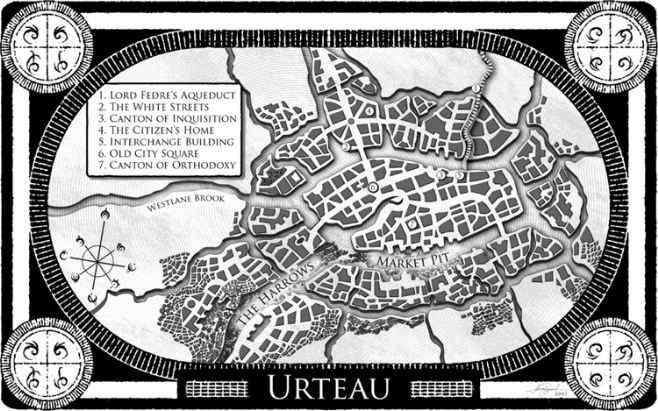 1. Lord Fedre's Aqueduct
2. The White Streets
3. Canton of Inquisition
4. The Citizen's Home
5. Interchange Building
6. Old City Square
7. Canton of Orthodoxy
Westlane Brook
The Harrows
Market Pit
Urteau